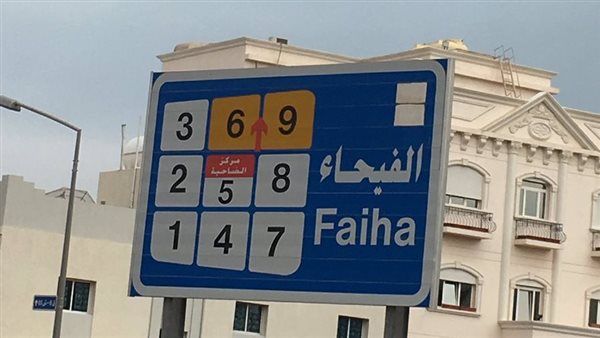 3 6 9
مركز
الضاحية
2 5 8
1 4 7
الفيحاء
Faiha